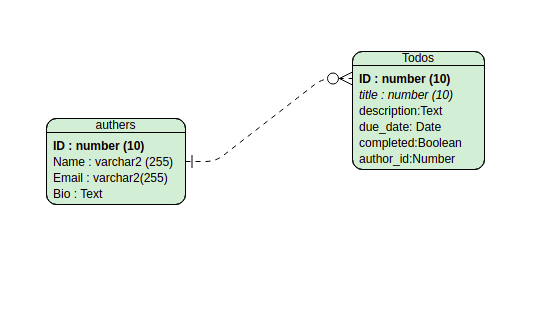 authers
ID : number (10)
Name : varchar2 (255)
Email : varchar2(255)
Bio : Text
Todos
ID : number (10)
title : number (10)
description:Text
due_date: Date
completed:Boolean
author_id:Number